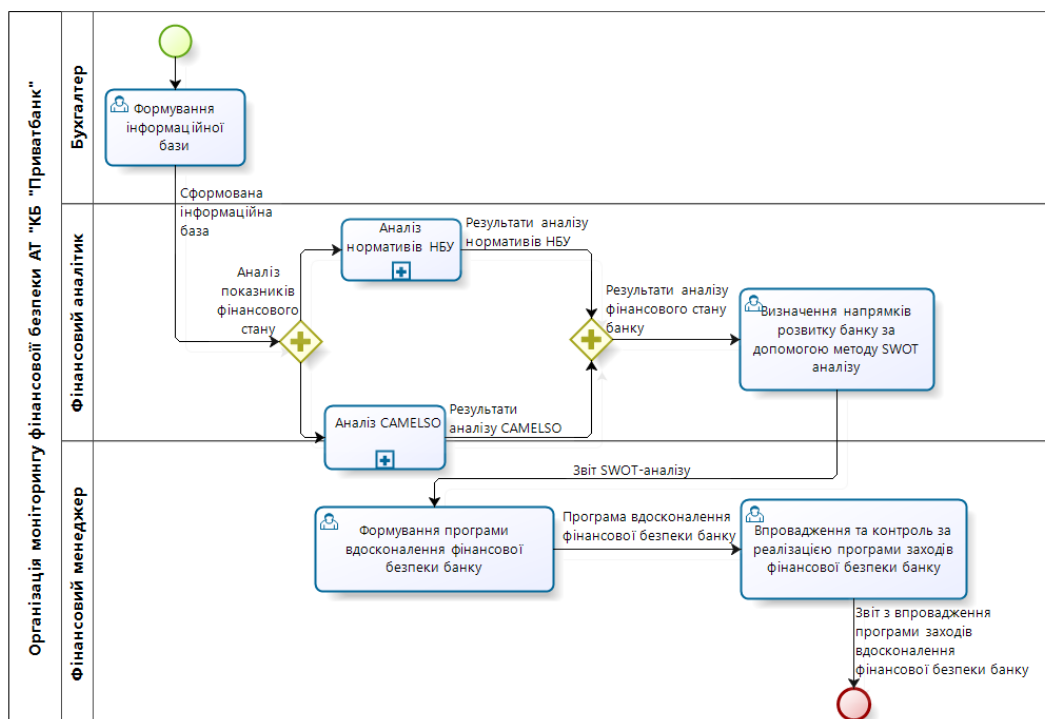 Організація моніторингу фінансовоїї безпеки АТ "КБ "Приватбанк"
Бухгалтер
Формування
інформаційної
бази
Сформована
інформаційна
база
Фінансовий аналітик
Аналіз
показників
фінансового
стану
Аналіз
нормативів НБУ
Результати аналізу
нормативів НБУ
Аналіз CAMELSO
Результати
аналізу CAMELSO
Результати аналізу
фінансового стану
банку
Визначення напрямків
розвитку банку за
допомогою методу SWOT
аналізу
Звіт SWOT-аналізу
Фінансовий менеджер
Формування програми
вдосконалення фінансової
безпеки банку
Програма вдосконалення
фінансової безпеки банку
Впровадження та контроль за
реалізацією програми заходів
фінансової безпеки банку
Звіт з впровадження
програми заходів
вдосконалення
фінансової безпеки банку